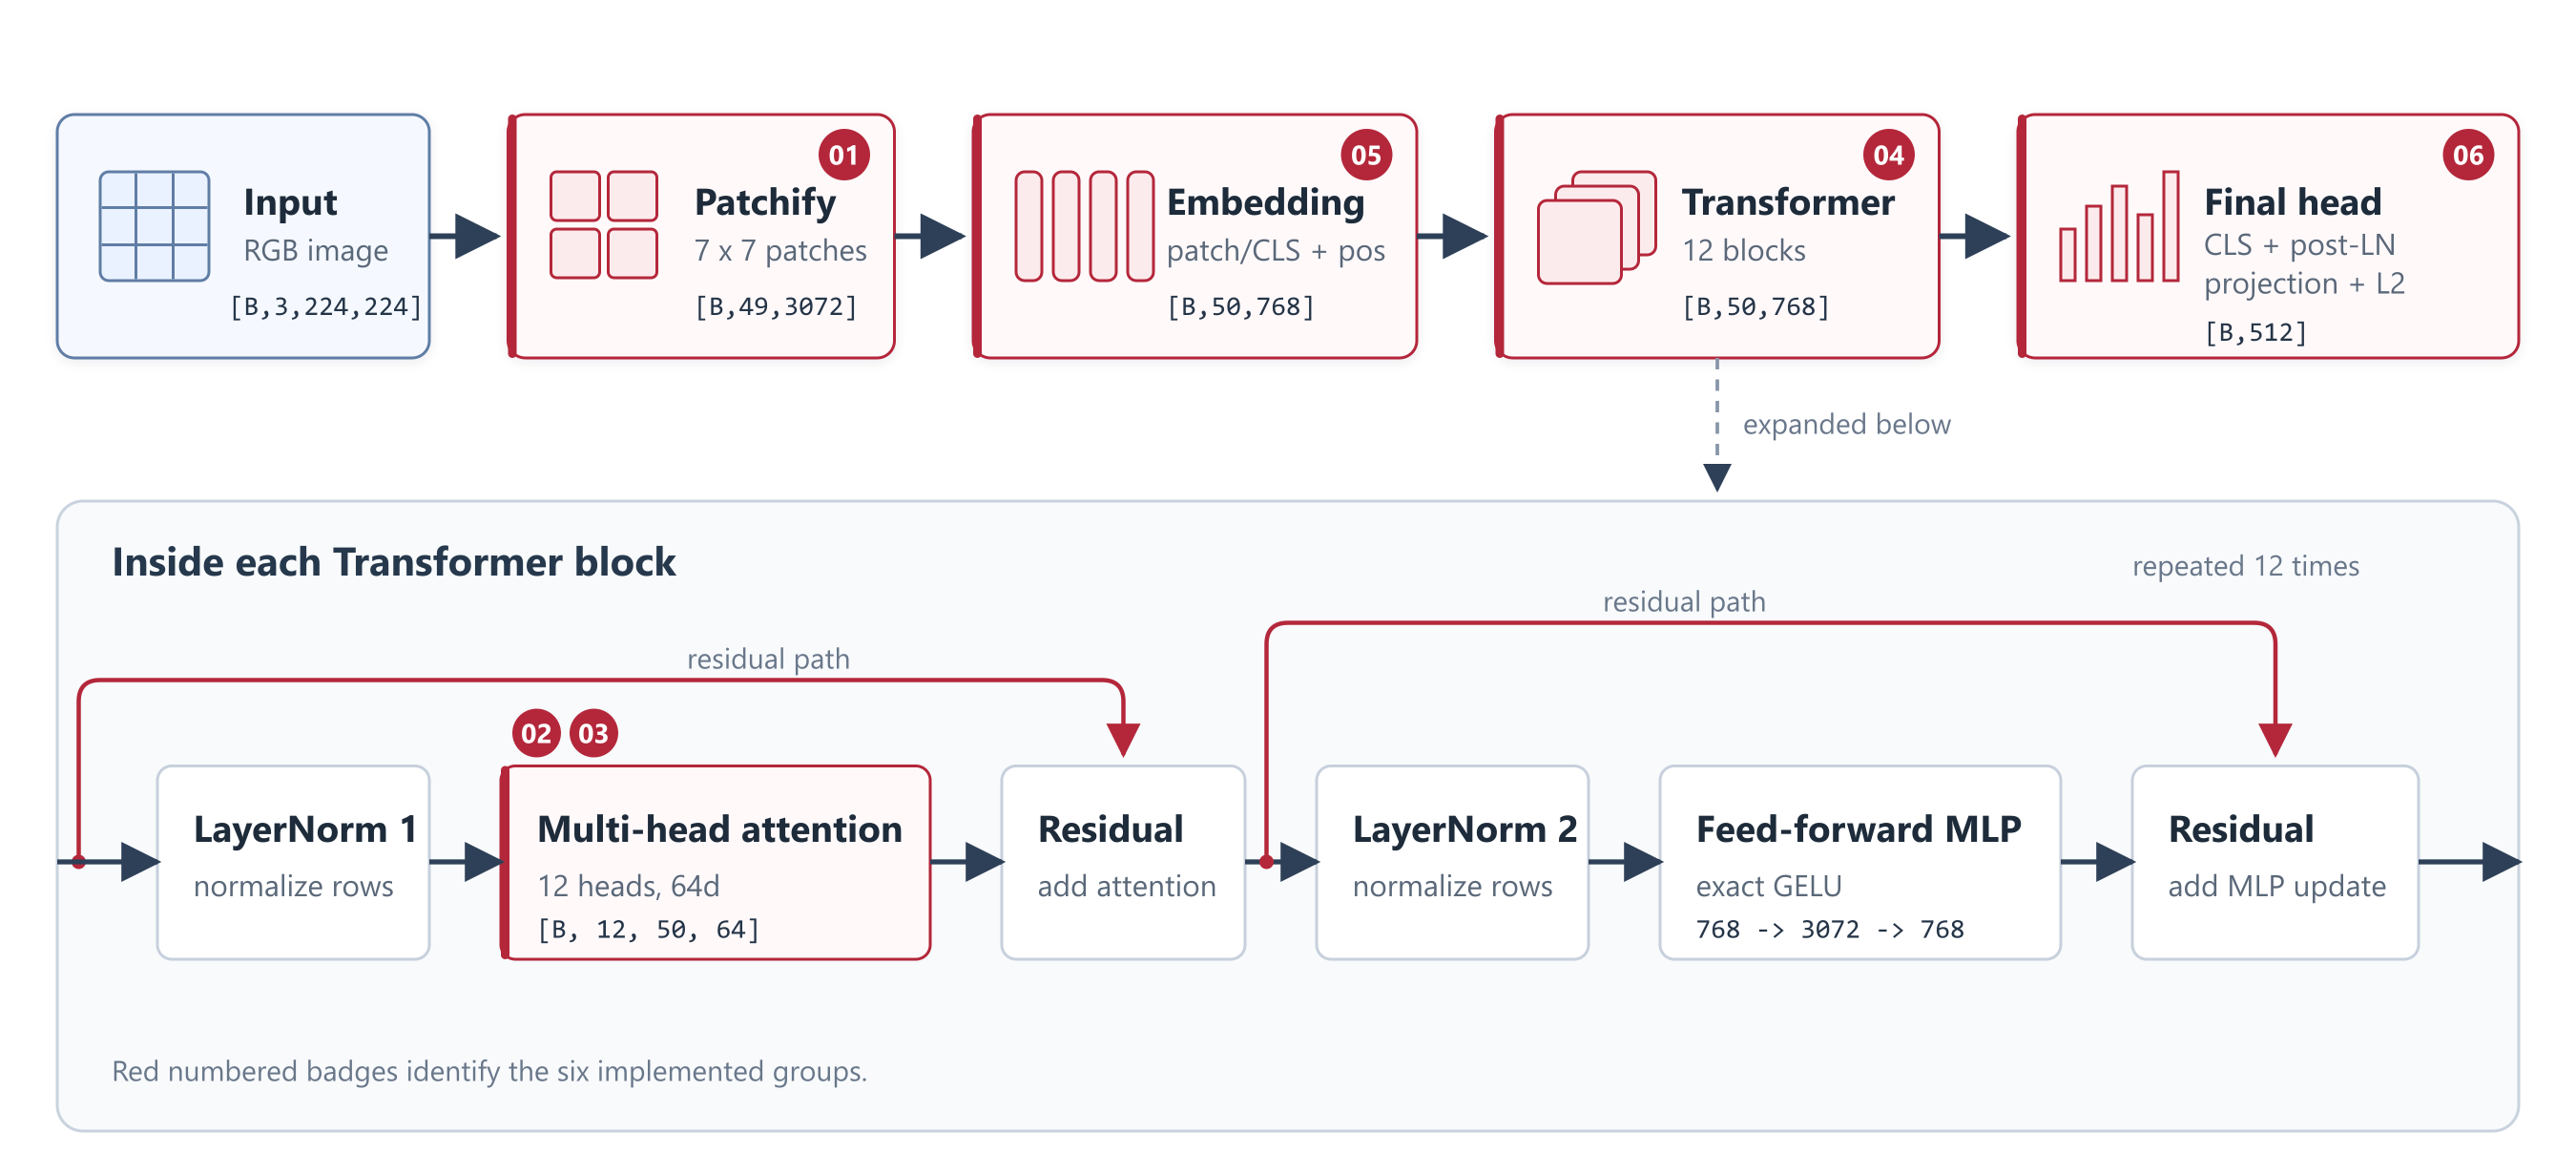 01
Input
RGB image
[B,3,224,224]
Patchify
7 x 7 patches
[B,49,3072]
05
Embedding
patch/CLS + pos
[B,50,768]
04
Transformer
12 blocks
[B,50,768]
06
Final head
CLS + post-LN
projection + L2
[B,512]
expanded below
Inside each Transformer block
repeated 12 times
residual path
residual path
02 03
LayerNorm 1
normalize rows
Multi-head attention
12 heads, 64d
[B, 12, 50, 64]
Residual
add attention
LayerNorm 2
normalize rows
Feed-forward MLP
exact GELU
768 -> 3072 -> 768
Residual
add MLP update
Red numbered badges identify the six implemented groups.